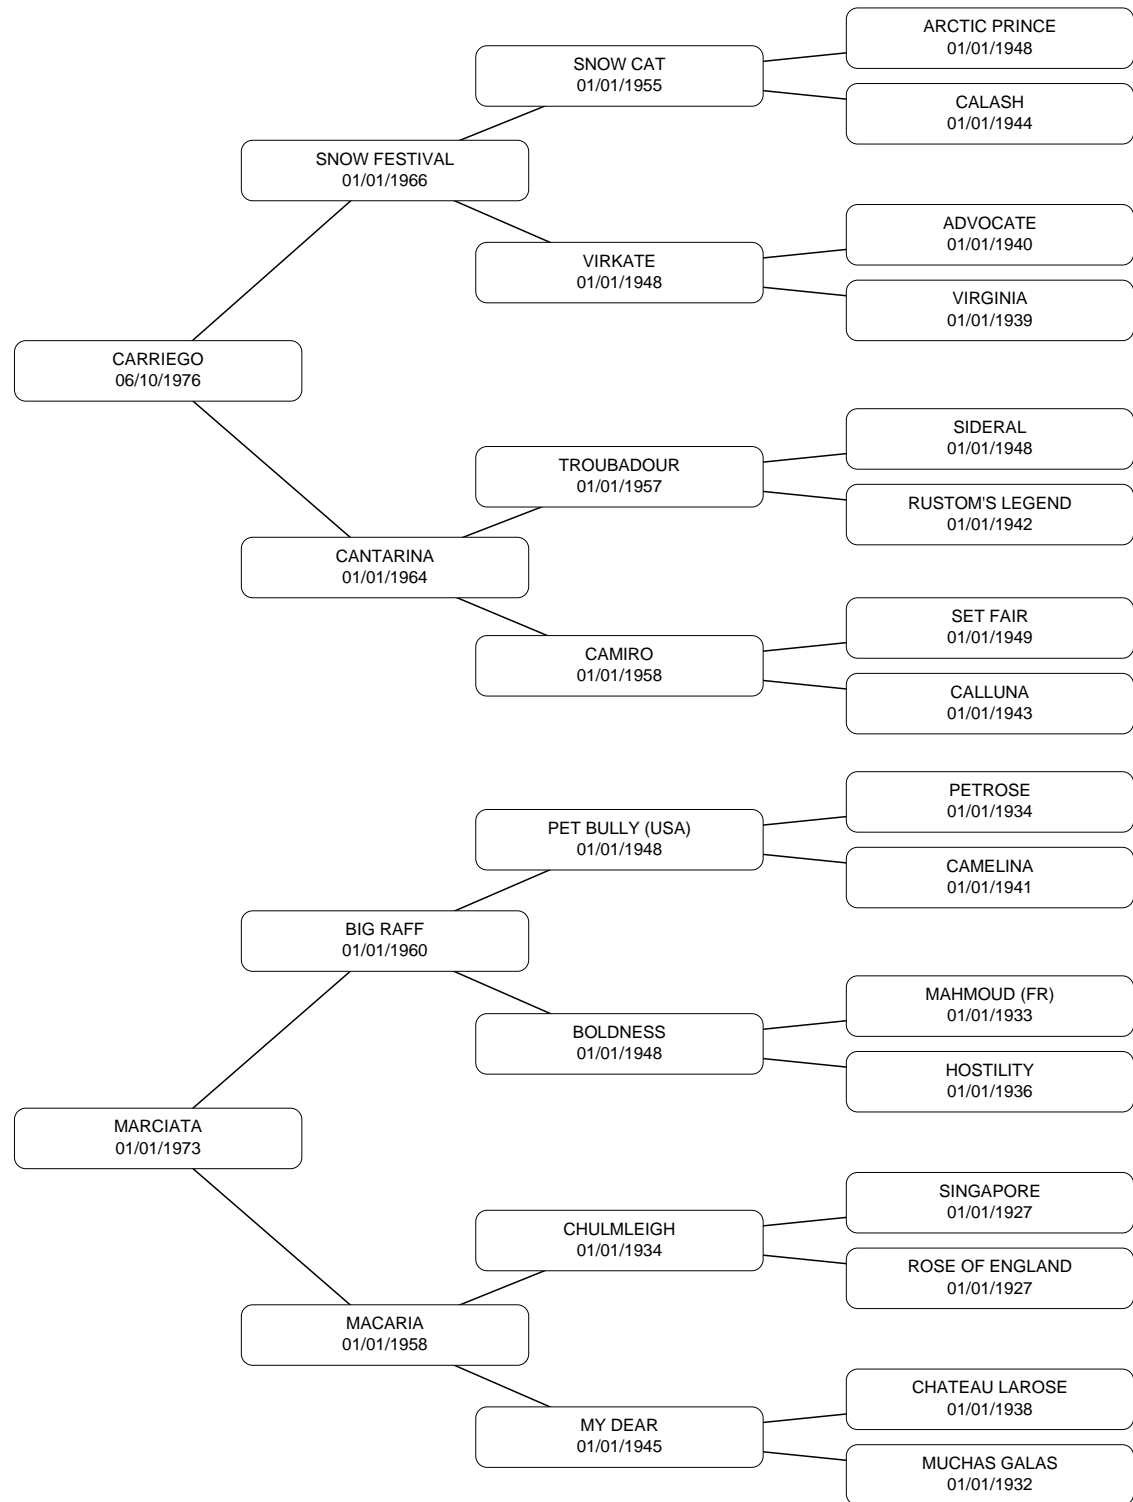 ARCTIC PRINCE
01/01/1948
SNOW CAT
01/01/1955
CALASH
01/01/1944
SNOW FESTIVAL
01/01/1966
ADVOCATE
01/01/1940
VIRKATE
01/01/1948
VIRGINIA
01/01/1939
CARRIEGO
06/10/1976
SIDERAL
01/01/1948
TROUBADOUR
01/01/1957
RUSTOM'S LEGEND
01/01/1942
CANTARINA
01/01/1964
SET FAIR
01/01/1949
CAMIRO
01/01/1958
CALLUNA
01/01/1943
PETROSE
01/01/1934
PET BULLY (USA)
01/01/1948
CAMELINA
01/01/1941
BIG RAFF
01/01/1960
MAHMOUD (FR)
01/01/1933
BOLDNESS
01/01/1948
HOSTILITY
01/01/1936
MARCIATA
01/01/1973
SINGAPORE
01/01/1927
CHULMLEIGH
01/01/1934
ROSE OF ENGLAND
01/01/1927
MACARIA
01/01/1958
CHATEAU LAROSE
01/01/1938
MY DEAR
01/01/1945
MUCHAS GALAS
01/01/1932